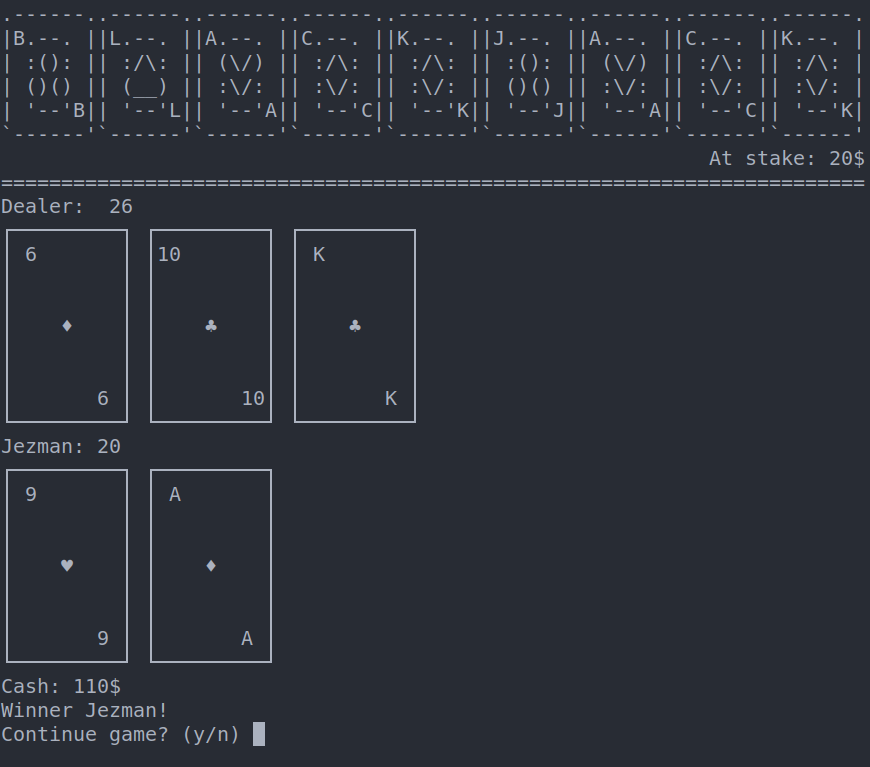 .------..------..------..------..------..------..------..------..------.
|B.--. ||L.--. ||A.--. ||C.--. ||K.--. ||J.--. ||A.--. ||C.--. ||K.--. |
| :(): || :/\: || (\/) || :/\: || :/\: || :(): || (\/) || :/\: || :/\: |
| ()() || (__) || :\/: || :\/: || :\/: || ()() || :\/: || :\/: || :\/: |
| '--'B|| '--'L|| '--'A|| '--'C|| '--'K|| '--'J|| '--'A|| '--'C|| '--'K|
`------'`------'`------'`------'`------'`------'`------'`------'`------'
At stake: 20$
========================================================================
Dealer:  26
6 10 K
♦ ♣ ♣
6 10 K
Jezman: 20
9 A
♥ ♦
9 A
Cash: 110$
Winner Jezman!
Continue game? (y/n)